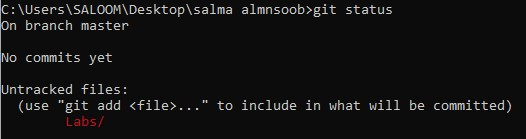 C:\Users\SALOOM\Desktop\salma almnsoob>git status
On branch master
No commits yet
Untracked files:
(use "git add <file>..." to include in what will be committed)
Labs/